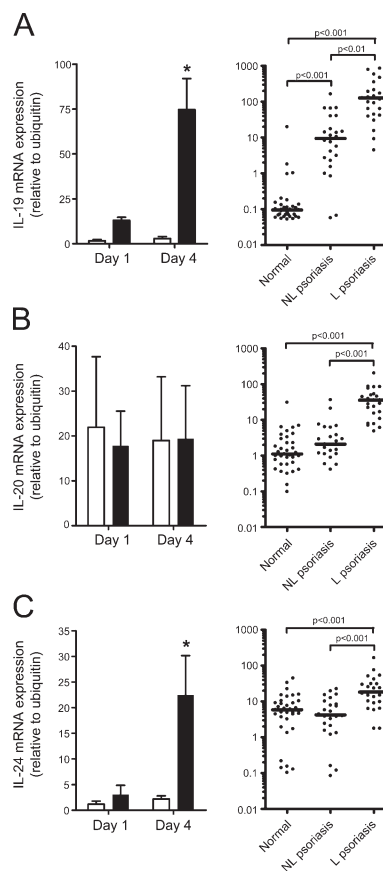 A
IL-19 mRNA expression
(relative to ubiquitin)
100
75
50
25
0
Day 1
Day 4
*
p<0.001
p<0.01
p<0.001
1000
100
10
1
0.1
0.01
Normal
NL psoriasis
L psoriasis
B
IL-20 mRNA expression
(relative to ubiquitin)
40
30
20
10
0
Day 1
Day 4
p<0.001
p<0.001
1000
100
10
1
0.1
0.01
Normal
NL psoriasis
L psoriasis
C
IL-24 mRNA expression
(relative to ubiquitin)
35
30
25
20
15
10
5
0
Day 1
Day 4
*
p<0.001
p<0.001
1000
100
10
1
0.1
0.01
Normal
NL psoriasis
L psoriasis